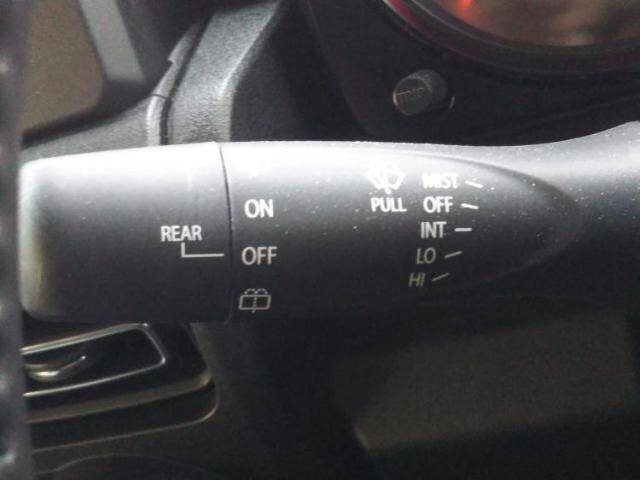 MIST
PULL OFF
ON INT
REAR
OFF LO
HI